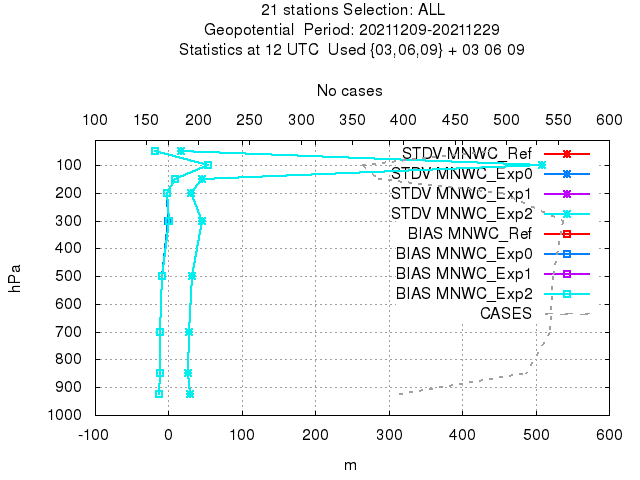 21 stations Selection: ALL
Geopotential  Period: 20211209-20211229
Statistics at 12 UTC  Used {03,06,09} + 03 06 09
No cases
100 150 200 250 300 350 400 450 500 550 600
STDV MNWC_Ref
100
STDV MNWC_Exp0
200
STDV MNWC_Exp1
STDV MNWC_Exp2
300
BIAS MNWC_Ref
400
BIAS MNWC_Exp0
500
BIAS MNWC_Exp1
BIAS MNWC_Exp2
600
CASES
700
800
900
1000
hPa
-100 0 100 200 300 400 500 600
m